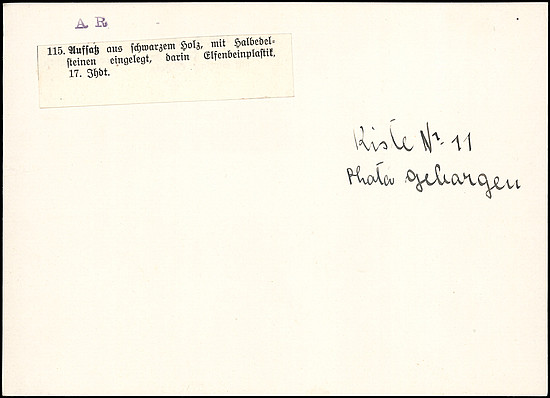 A R
115. Aufsatz aus schwarzem Holz, mit Halbedel-
steinen eingelegt, darin Elfenbeinplastik,
17. Jhdt.
Kiste Nr. 11
Photo geborgen